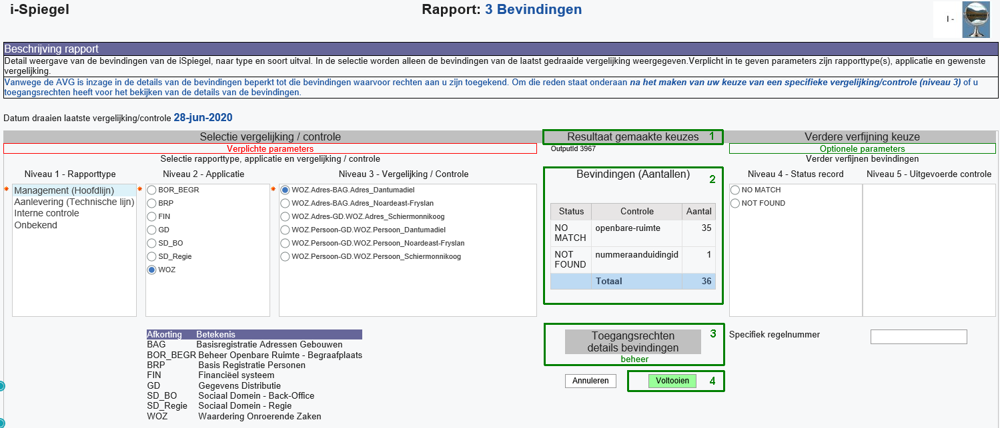 i-Spiegel
Rapport: 3 Bevindingen
I -
Beschrijving rapport
Detail weergave van de bevindingen van de iSpiegel, naar type en soort uitval. In de selectie worden alleen de bevindingen van de laatst gedraaide vergelijking weergegeven.Verplicht in te geven parameters zijn rapporttype(s), applicatie en gewenste
vergelijking.
Vanwege de AVG is inzage in de details van de bevindingen beperkt tot die bevindingen waarvoor rechten aan u zijn toegekend. Om die reden staat onderaan na het maken van uw keuze van een specifieke vergelijking/controle (niveau 3) of u
toegangsrechten heeft voor het bekijken van de details van de bevindingen.
Datum draaien laatste vergelijking/controle 28-jun-2020
Selectie vergelijking / controle
Verplichte parameters
Selectie rapporttype, applicatie en vergelijking / controle
Niveau 1 - Rapporttype
* Management (Hoofdlijn)
Aanlevering (Technische lijn)
Interne controle
Onbekend
Niveau 2 - Applicatie
* BOR_BEGR
BRP
FIN
GD
SD_BO
SD_Regie
WOZ
Niveau 3 - Vergelijking / Controle
* WOZ.Adres-BAG.Adres_Dantumadiel
WOZ.Adres-BAG.Adres_Noardeast-Fryslan
WOZ.Adres-GD.WOZ.Adres_Schiermonnikoog
WOZ.Persoon-GD.WOZ.Persoon_Dantumadiel
WOZ.Persoon-GD.WOZ.Persoon_Noardeast-Fryslan
WOZ.Persoon-GD.WOZ.Persoon_Schiermonnikoog
Resultaat gemaakte keuzes 1
OutputId 3967
Bevindingen (Aantallen) 2
Status Controle Aantal
NO MATCH openbare-ruimte 35
NOT FOUND nummeraanduidingid 1
Totaal 36
Verdere verfijning keuze
Optionele parameters
Verder verfijnen bevindingen
Niveau 4 - Status record
NO MATCH
NOT FOUND
Niveau 5 - Uitgevoerde controle
Afkorting Betekenis
BAG Basisregistratie Adressen Gebouwen
BOR_BEGR Beheer Openbare Ruimte - Begraafplaats
BRP Basis Registratie Personen
FIN Financiëel systeem
GD Gegevens Distributie
SD_BO Sociaal Domein - Back-Office
SD_Regie Sociaal Domein - Regie
WOZ Waardering Onroerende Zaken
Toegangsrechten 3
details bevindingen
beheer
Annuleren
Voltooien 4
Specifiek regelnummer